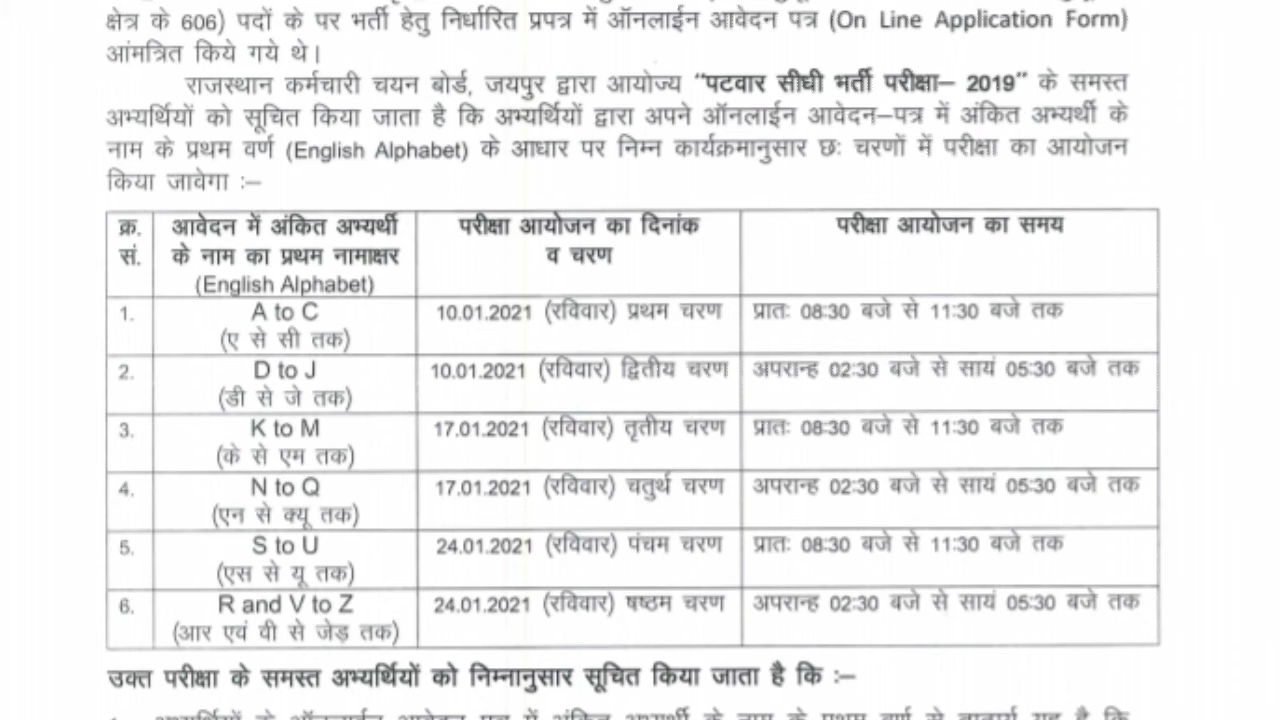 क्षेत्र के 606) पदों के पर भर्ती हेतु निर्धारित प्रपत्र में ऑनलाईन आवेदन पत्र (On Line Application Form)
आंमत्रित किये गये थे।
राजस्थान कर्मचारी चयन बोर्ड, जयपुर द्वारा आयोज्य "पटवार सीधी भर्ती परीक्षा– 2019" के समस्त
अभ्यर्थियों को सूचित किया जाता है कि अभ्यर्थियों द्वारा अपने ऑनलाईन आवेदन–पत्र में अंकित अभ्यर्थी के
नाम के प्रथम वर्ण (English Alphabet) के आधार पर निम्न कार्यक्रमानुसार छः चरणों में परीक्षा का आयोजन
किया जावेगा :–
क्र. आवेदन में अंकित अभ्यर्थी परीक्षा आयोजन का दिनांक परीक्षा आयोजन का समय
सं. के नाम का प्रथम नामाक्षर व चरण
(English Alphabet)
1. A to C 10.01.2021 (रविवार) प्रथम चरण प्रातः 08:30 बजे से 11:30 बजे तक
(ए से सी तक)
2. D to J 10.01.2021 (रविवार) द्वितीय चरण अपरान्ह 02:30 बजे से सायं 05:30 बजे तक
(डी से जे तक)
3. K to M 17.01.2021 (रविवार) तृतीय चरण प्रातः 08:30 बजे से 11:30 बजे तक
(के से एम तक)
4. N to Q 17.01.2021 (रविवार) चतुर्थ चरण अपरान्ह 02:30 बजे से सायं 05:30 बजे तक
(एन से क्यू तक)
5. S to U 24.01.2021 (रविवार) पंचम चरण प्रातः 08:30 बजे से 11:30 बजे तक
(एस से यू तक)
6. R and V to Z 24.01.2021 (रविवार) षष्ठम चरण अपरान्ह 02:30 बजे से सायं 05:30 बजे तक
(आर एवं वी से जेड़ तक)
उक्त परीक्षा के समस्त अभ्यर्थियों को निम्नानुसार सूचित किया जाता है कि :–